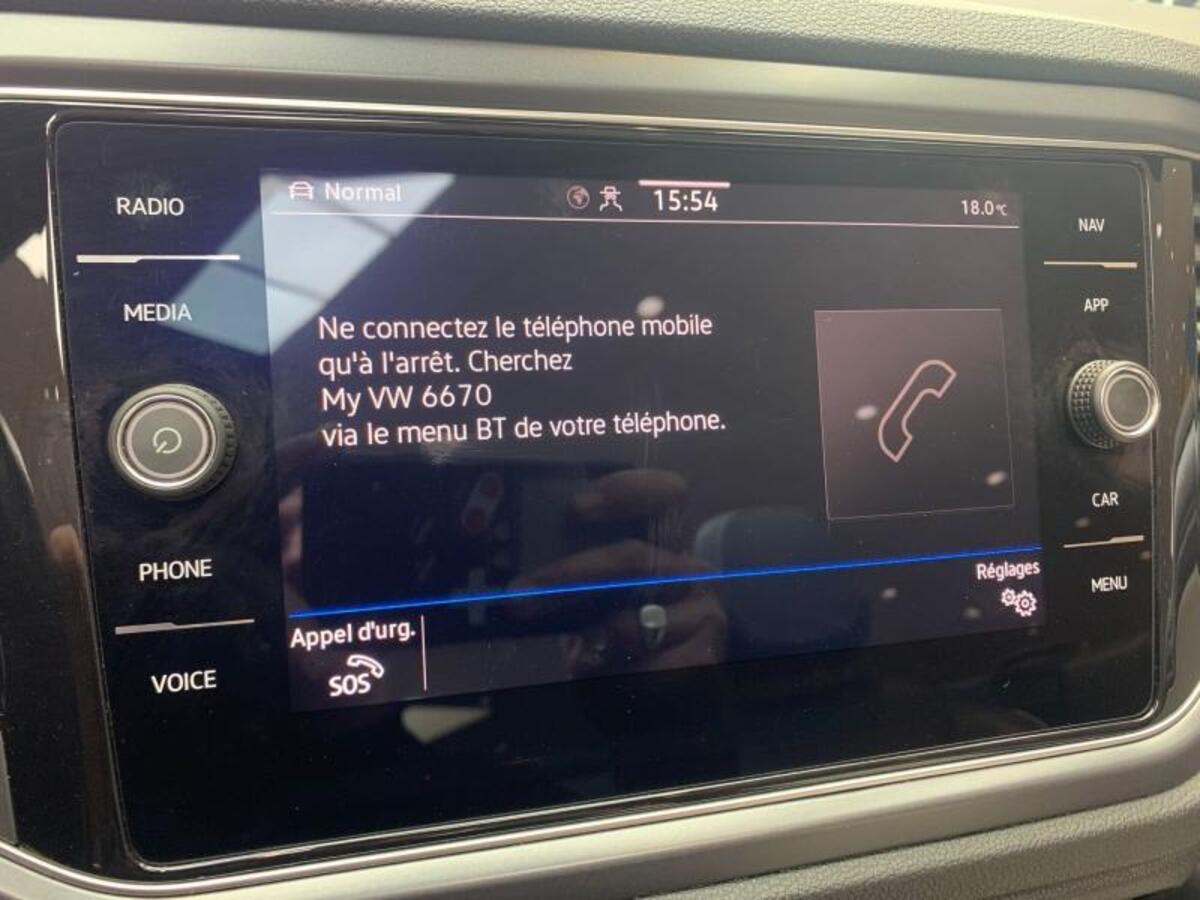 RADIO
MEDIA
PHONE
VOICE
Normal
15:54
18.0°C
Ne connectez le téléphone mobile
qu'à l'arrêt. Cherchez
My VW 6670
via le menu BT de votre téléphone.
Appel d'urg.
SOS
Réglages
NAV
APP
CAR
MENU